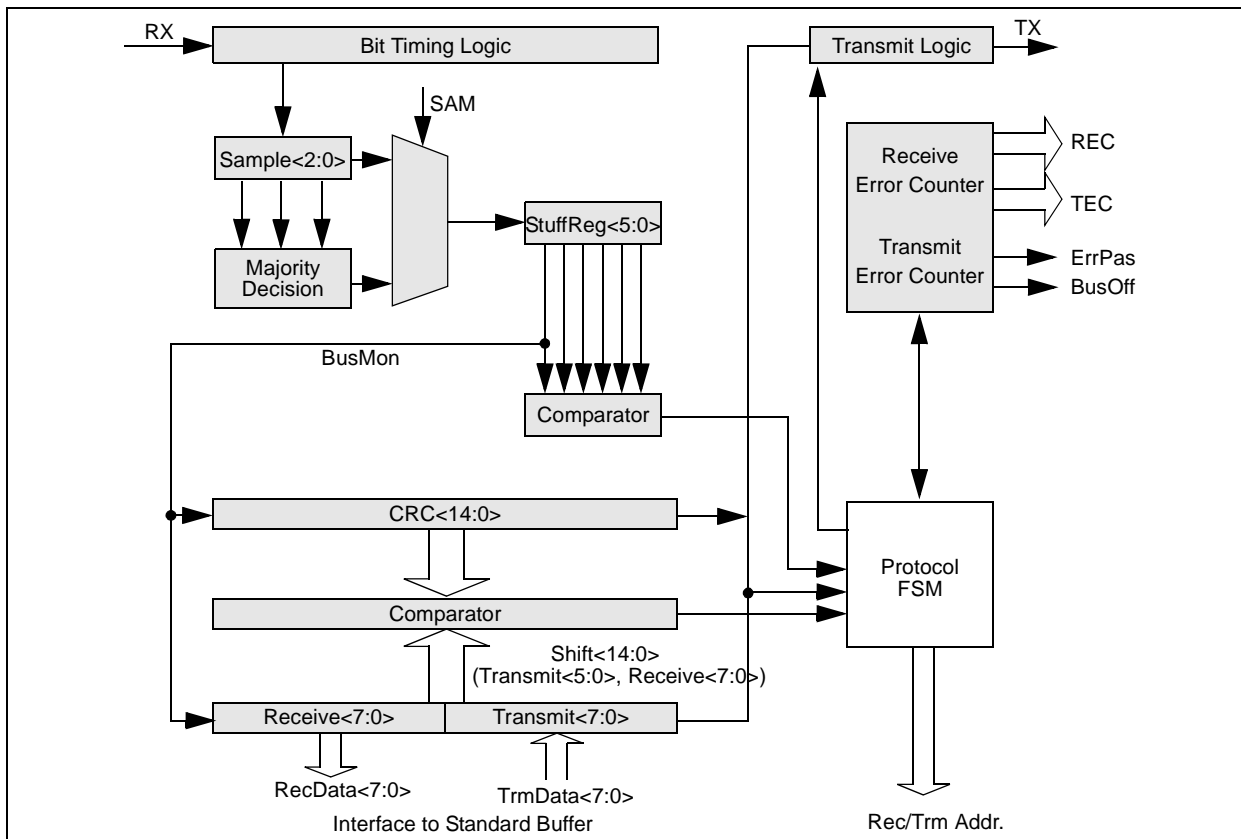 RX
Bit Timing Logic
Transmit Logic
TX
SAM
Sample<2:0>
Receive
Error Counter
REC
StuffReg<5:0>
TEC
Majority
Decision
Transmit
Error Counter
ErrPas
BusOff
BusMon
Comparator
CRC<14:0>
Protocol
FSM
Comparator
Shift<14:0>
(Transmit<5:0>, Receive<7:0>)
Receive<7:0>
Transmit<7:0>
RecData<7:0>
TrmData<7:0>
Interface to Standard Buffer
Rec/Trm Addr.